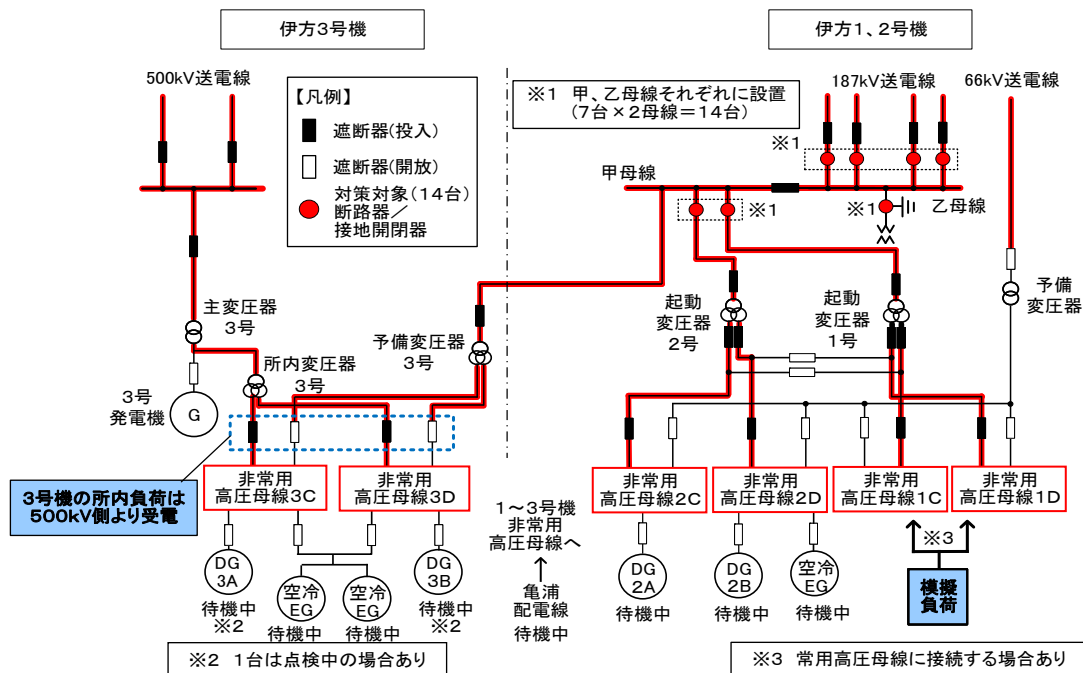 伊方3号機
伊方1、2号機
500kV送電線
【凡例】
遮断器(投入)
遮断器(開放)
対策対象(14台)
断路器／
接地開閉器
※1 甲、乙母線それぞれに設置
(7台×2母線＝14台)
187kV送電線
66kV送電線
※1
甲母線
※1
※1
乙母線
主変圧器
3号
予備変圧器
3号
所内変圧器
3号
3号
発電機
G
起動
変圧器
2号
起動
変圧器
1号
予備
変圧器
3号機の所内負荷は
500kV側より受電
非常用
高圧母線3C
非常用
高圧母線3D
非常用
高圧母線2C
非常用
高圧母線2D
非常用
高圧母線1C
非常用
高圧母線1D
DG
3A
待機中
※2
空冷
EG
待機中
空冷
EG
待機中
DG
3B
待機中
※2
1～3号機
非常用
高圧母線へ
亀浦
配電線
待機中
DG
2A
待機中
DG
2B
待機中
空冷
EG
待機中
※3
模擬
負荷
※2 1台は点検中の場合あり
※3 常用高圧母線に接続する場合あり